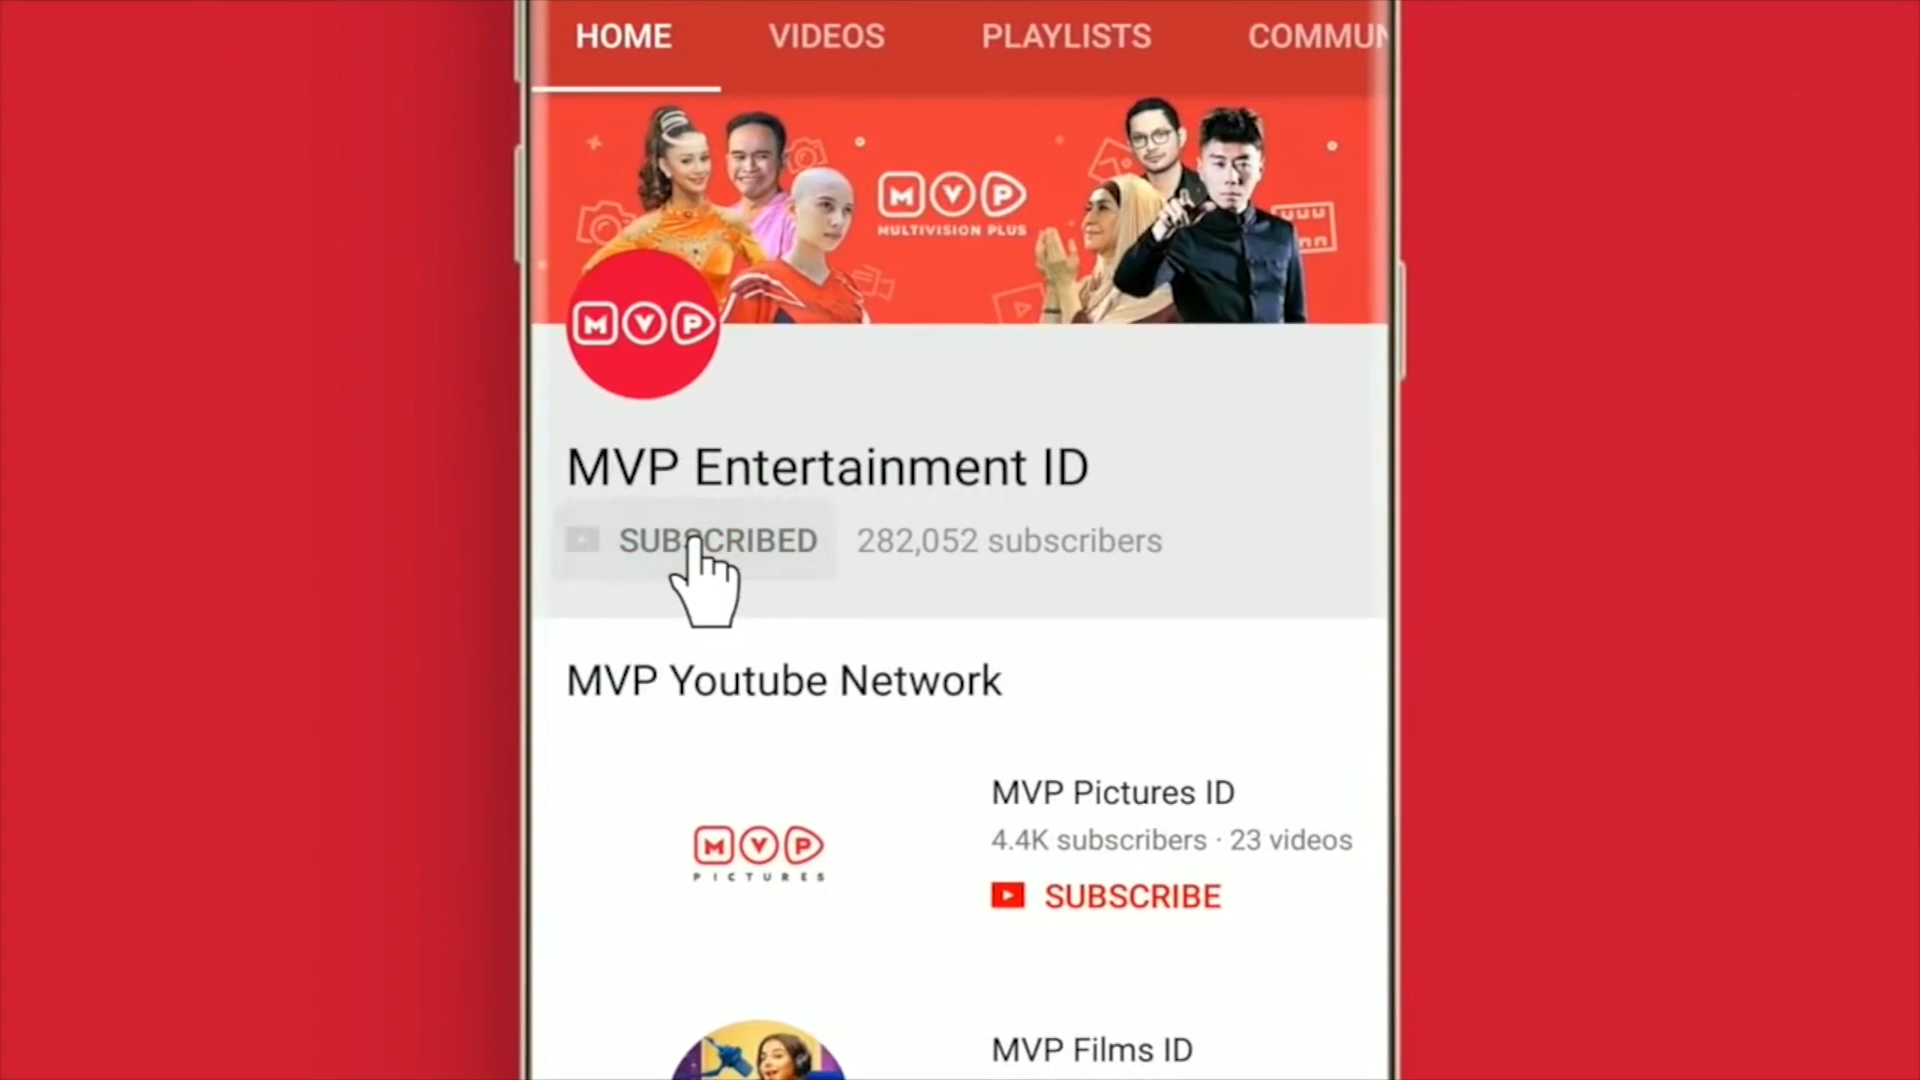 HOME VIDEOS PLAYLISTS COMMUN
MVP
MULTIVISION PLUS
MVP
MVP Entertainment ID
SUBSCRIBED 282,052 subscribers
MVP Youtube Network
MVP Pictures ID
4.4K subscribers · 23 videos
MVP
PICTURES
SUBSCRIBE
MVP Films ID